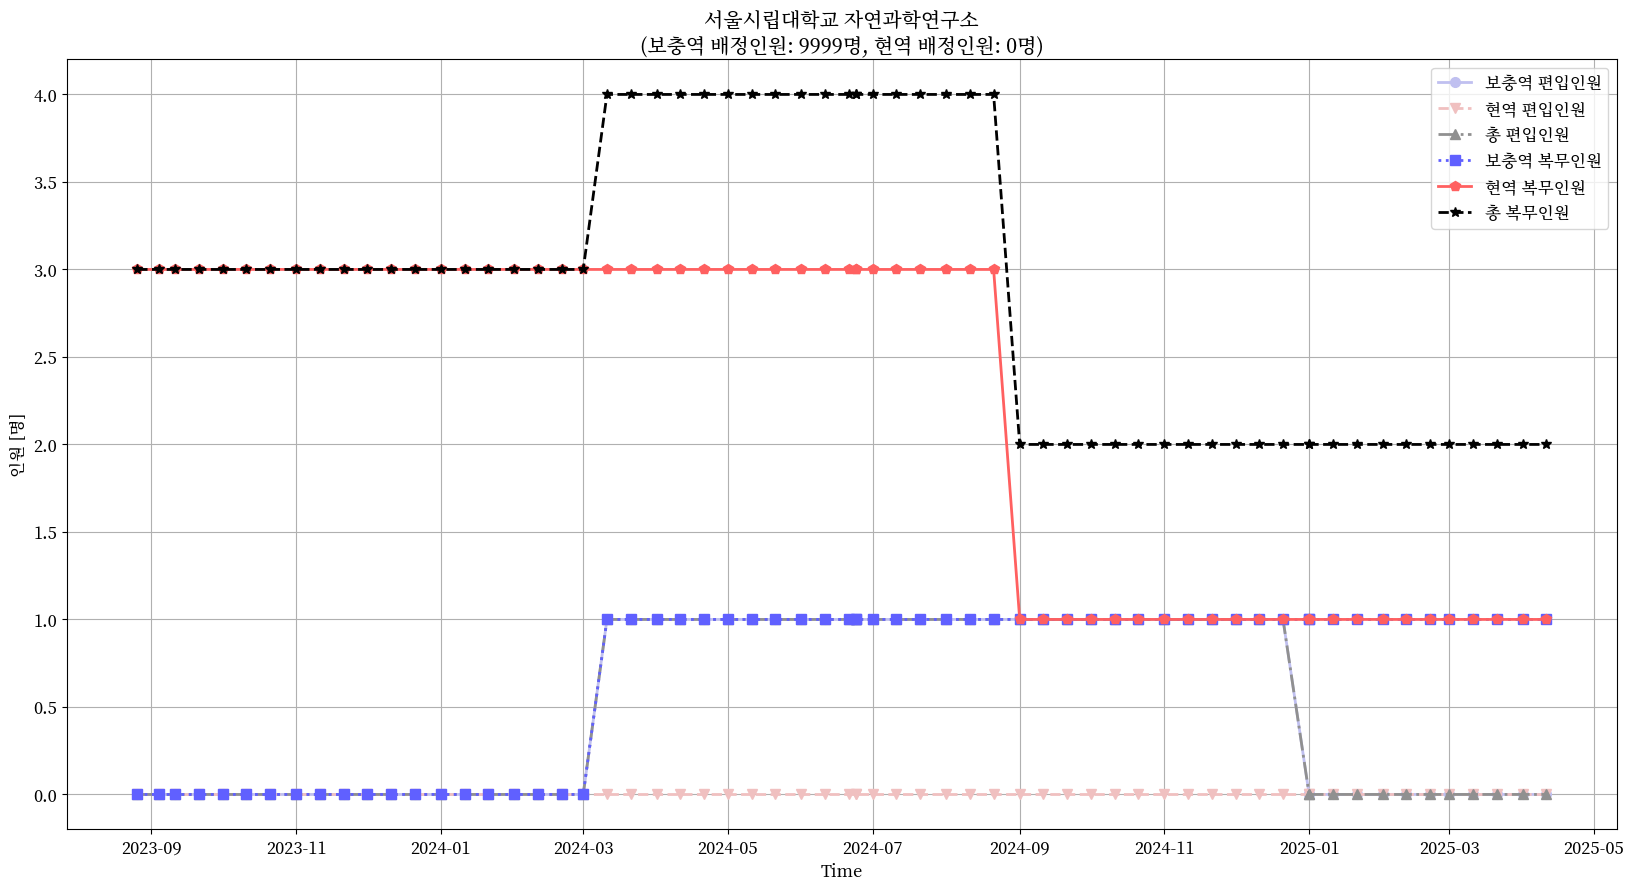 서울시립대학교 자연과학연구소
(보충역 배정인원: 9999명, 현역 배정인원: 0명)
보충역 편입인원
현역 편입인원
총 편입인원
보충역 복무인원
현역 복무인원
총 복무인원
인원 [명]
4.0
3.5
3.0
2.5
2.0
1.5
1.0
0.5
0.0
2023-09
2023-11
2024-01
2024-03
2024-05
2024-07
2024-09
2024-11
2025-01
2025-03
2025-05
Time